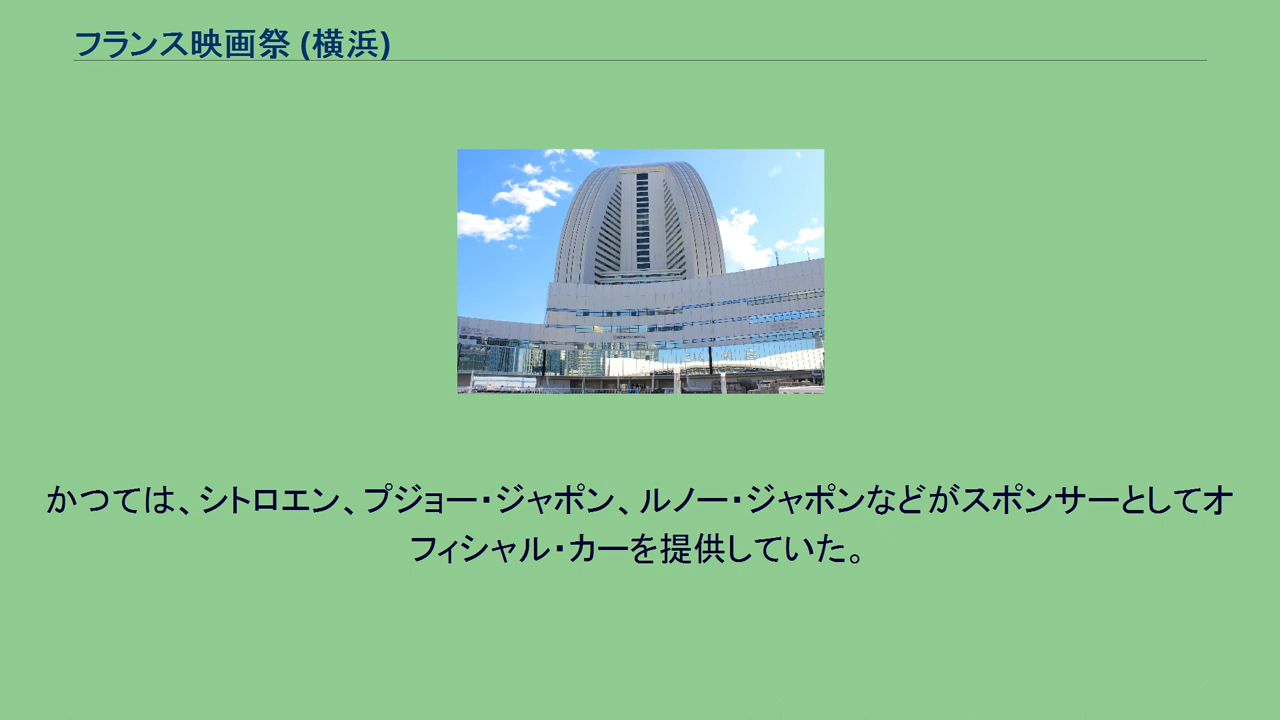 フランス映画祭 (横浜)
かつては、シトロエン、プジョー・ジャポン、ルノー・ジャポンなどがスポンサーとしてオ
フィシャル・カーを提供していた。